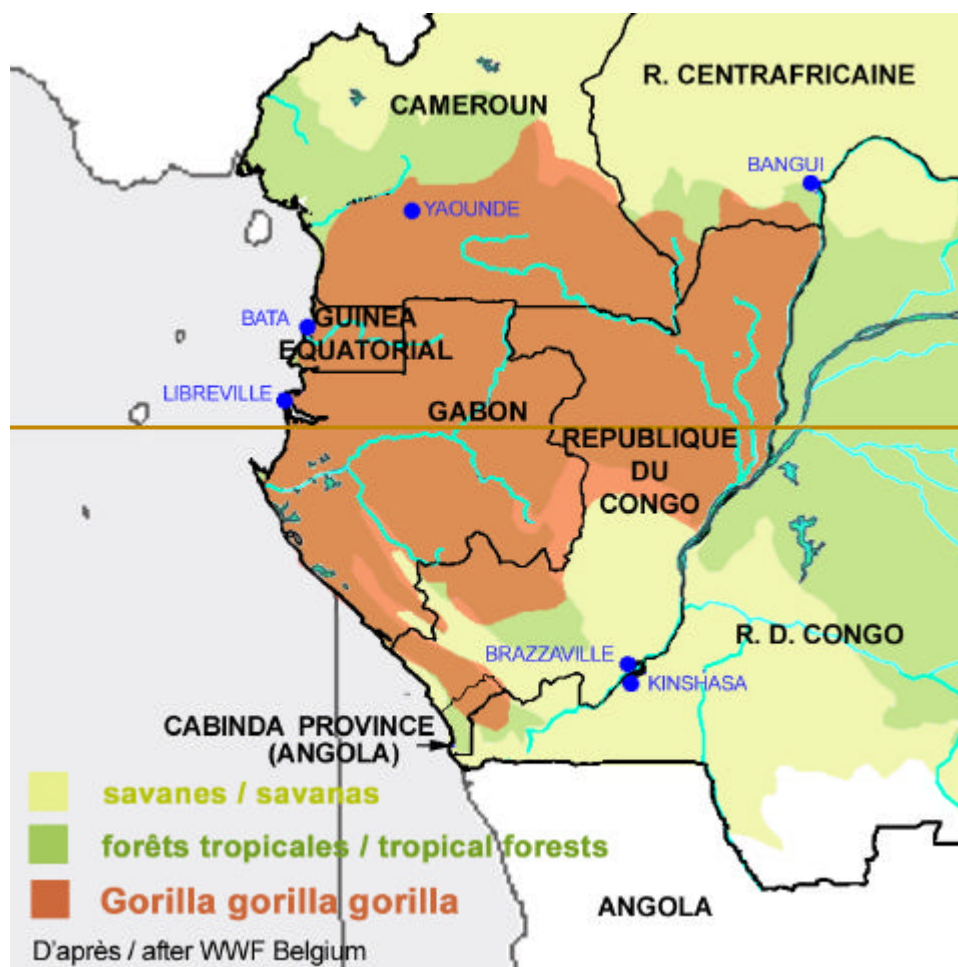 R. CENTRAFRICAINE
CAMEROUN
BANGUI
YAOUNDE
BATA
GUINEA
EQUATORIAL
LIBREVILLE
GABON
REPUBLIQUE
DU
CONGO
R. D. CONGO
BRAZZAVILLE
KINSHASA
CABINDA PROVINCE
(ANGOLA)
savanes / savanas
forêts tropicales / tropical forests
Gorilla gorilla gorilla
ANGOLA
D'après / after WWF Belgium